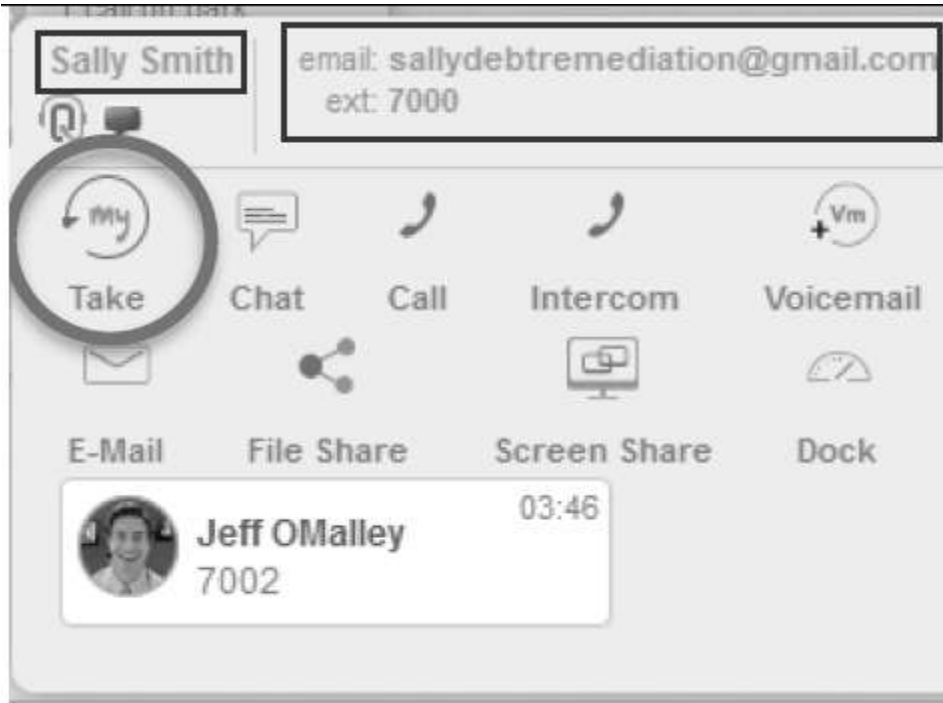 Sally Smith
email: sallydebtremediation@gmail.com
ext: 7000
Q
my
Vm
Take Chat Call Intercom Voicemail
E-Mail File Share Screen Share Dock
Jeff OMalley 03:46
7002